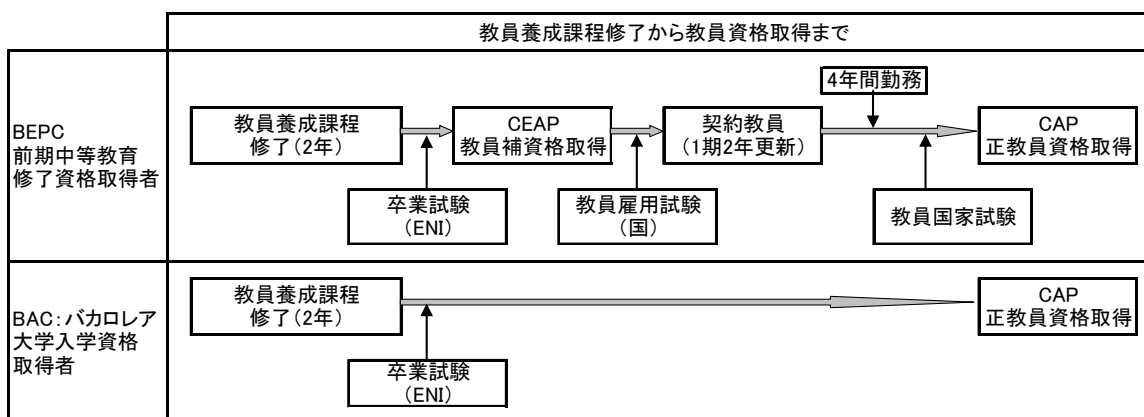 教員養成課程修了から教員資格取得まで
BEPC
前期中等教育
修了資格取得者
教員養成課程
修了(2年)
卒業試験
(ENI)
CEAP
教員補資格取得
教員雇用試験
(国)
契約教員
(1期2年更新)
4年間勤務
教員国家試験
CAP
正教員資格取得
BAC:バカロレア
大学入学資格
取得者
教員養成課程
修了(2年)
卒業試験
(ENI)
CAP
正教員資格取得